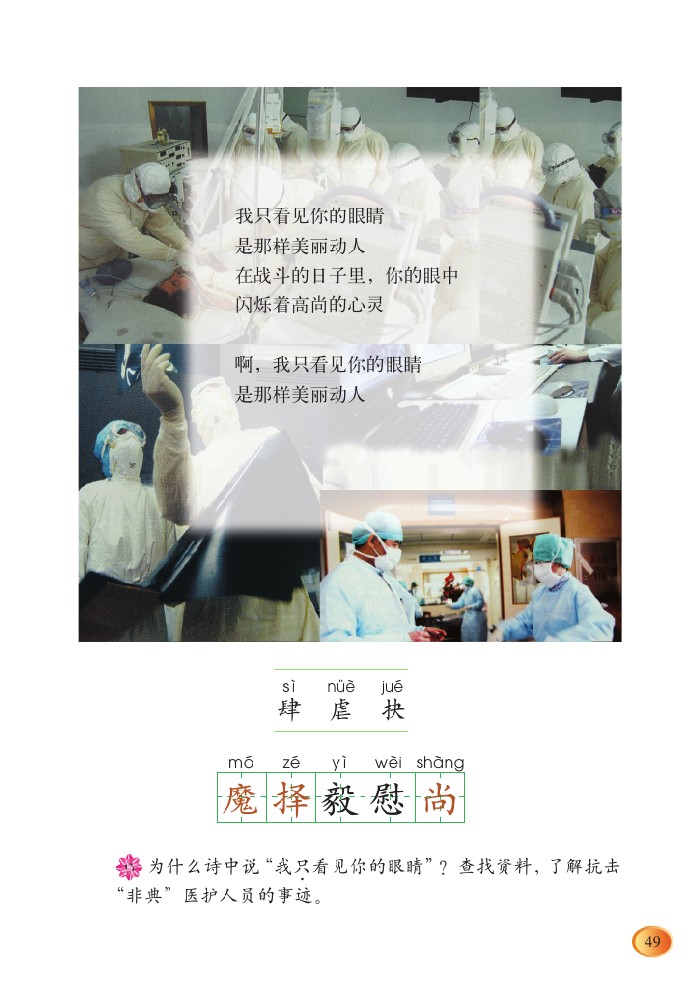 我只看见你的眼睛
是那样美丽动人
在战斗的日子里，你的眼中
闪烁着高尚的心灵
啊，我只看见你的眼睛
是那样美丽动人
sì nüè jué
肆 虐 抉
mó zé yì wèi shàng
魔 择 毅 慰 尚
为什么诗中说“我只看见你的眼睛”？查找资料，了解抗击
“非典”医护人员的事迹。
49